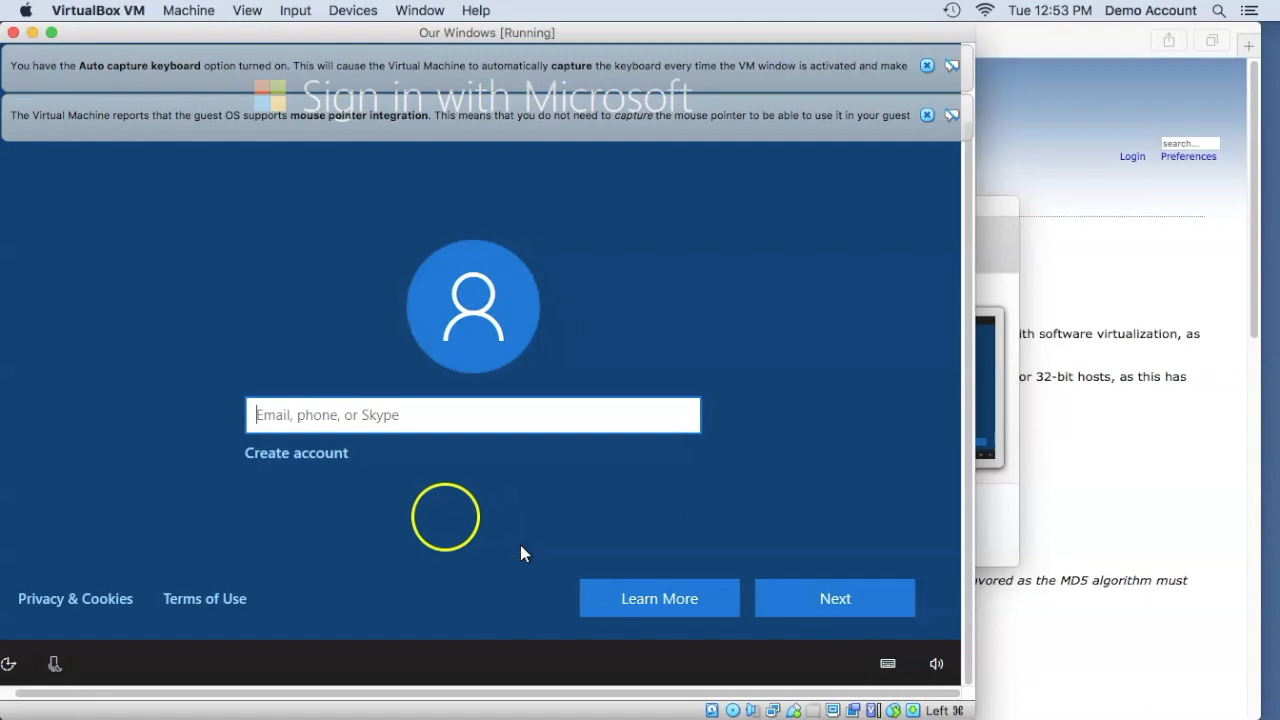 VirtualBox VM Machine View Input Devices Window Help Tue 12:53 PM Demo Account
Our Windows [Running]
You have the Auto capture keyboard option turned on. This will cause the Virtual Machine to automatically capture the keyboard every time the VM window is activated and make
Sign in with Microsoft
The Virtual Machine reports that the guest OS supports mouse pointer integration. This means that you do not need to capture the mouse pointer to be able to use it in your guest
search...
Login Preferences
ith software virtualization, as
or 32-bit hosts, as this has
Email, phone, or Skype
Create account
vored as the MD5 algorithm must
Privacy & Cookies Terms of Use Learn More Next
Left ⌘